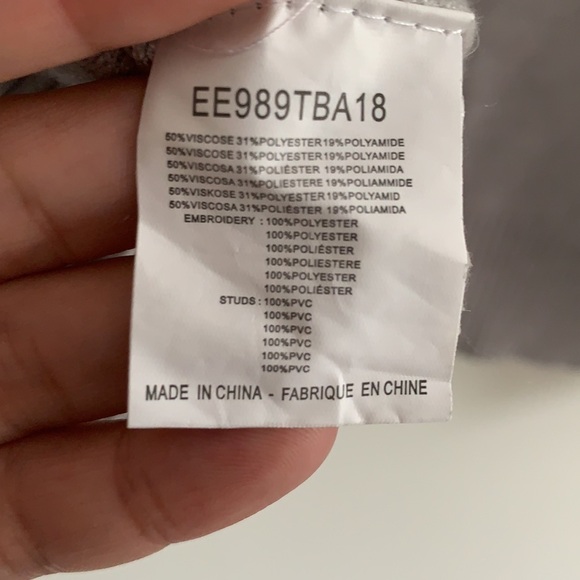 EE989TBA18
50%VISCOSE 31%POLYESTER 19%POLYAMIDE
50%VISCOSE 31%POLYESTER 19%POLYAMIDE
50%VISCOSA 31%POLIÉSTER 19%POLIAMIDA
50%VISCOSA 31%POLIESTERE 19%POLIAMMIDE
50%VISKOSE 31%POLYESTER 19%POLYAMID
50%VISCOSA 31%POLIÉSTER 19%POLIAMIDA
EMBROIDERY : 100%POLYESTER
100%POLYESTER
100%POLIÉSTER
100%POLIESTERE
100%POLYESTER
100%POLIÉSTER
STUDS : 100%PVC
100%PVC
100%PVC
100%PVC
100%PVC
100%PVC
MADE IN CHINA - FABRIQUE EN CHINE